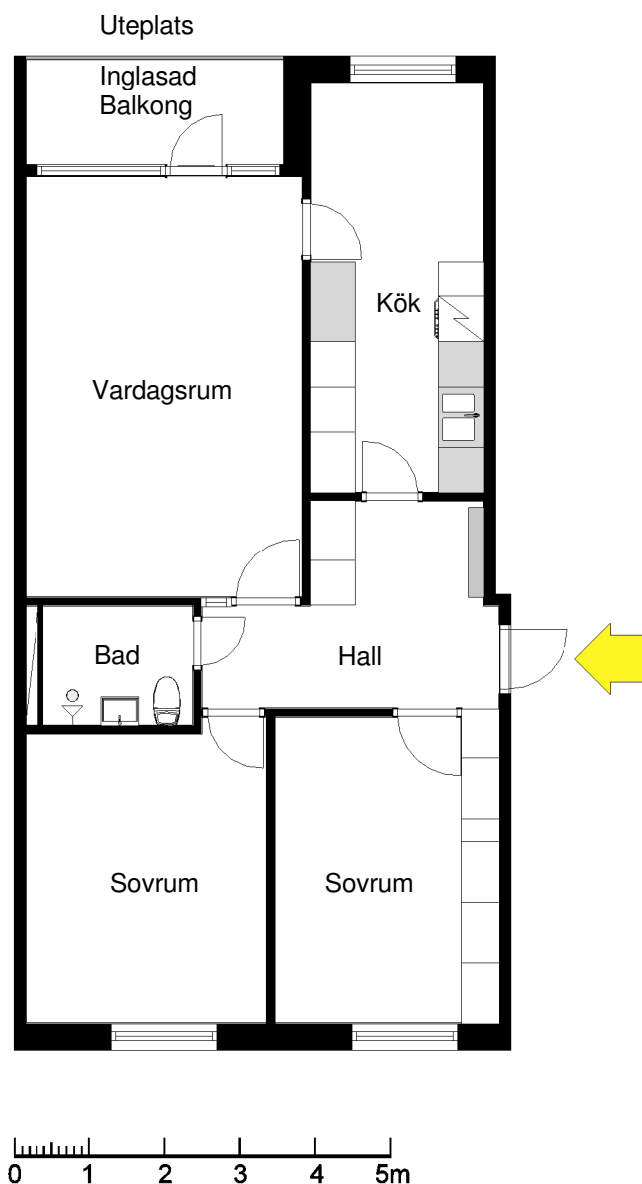 Uteplats
Inglasad
Balkong
Kök
Vardagsrum
Bad
Hall
Sovrum
Sovrum
0 1 2 3 4 5m